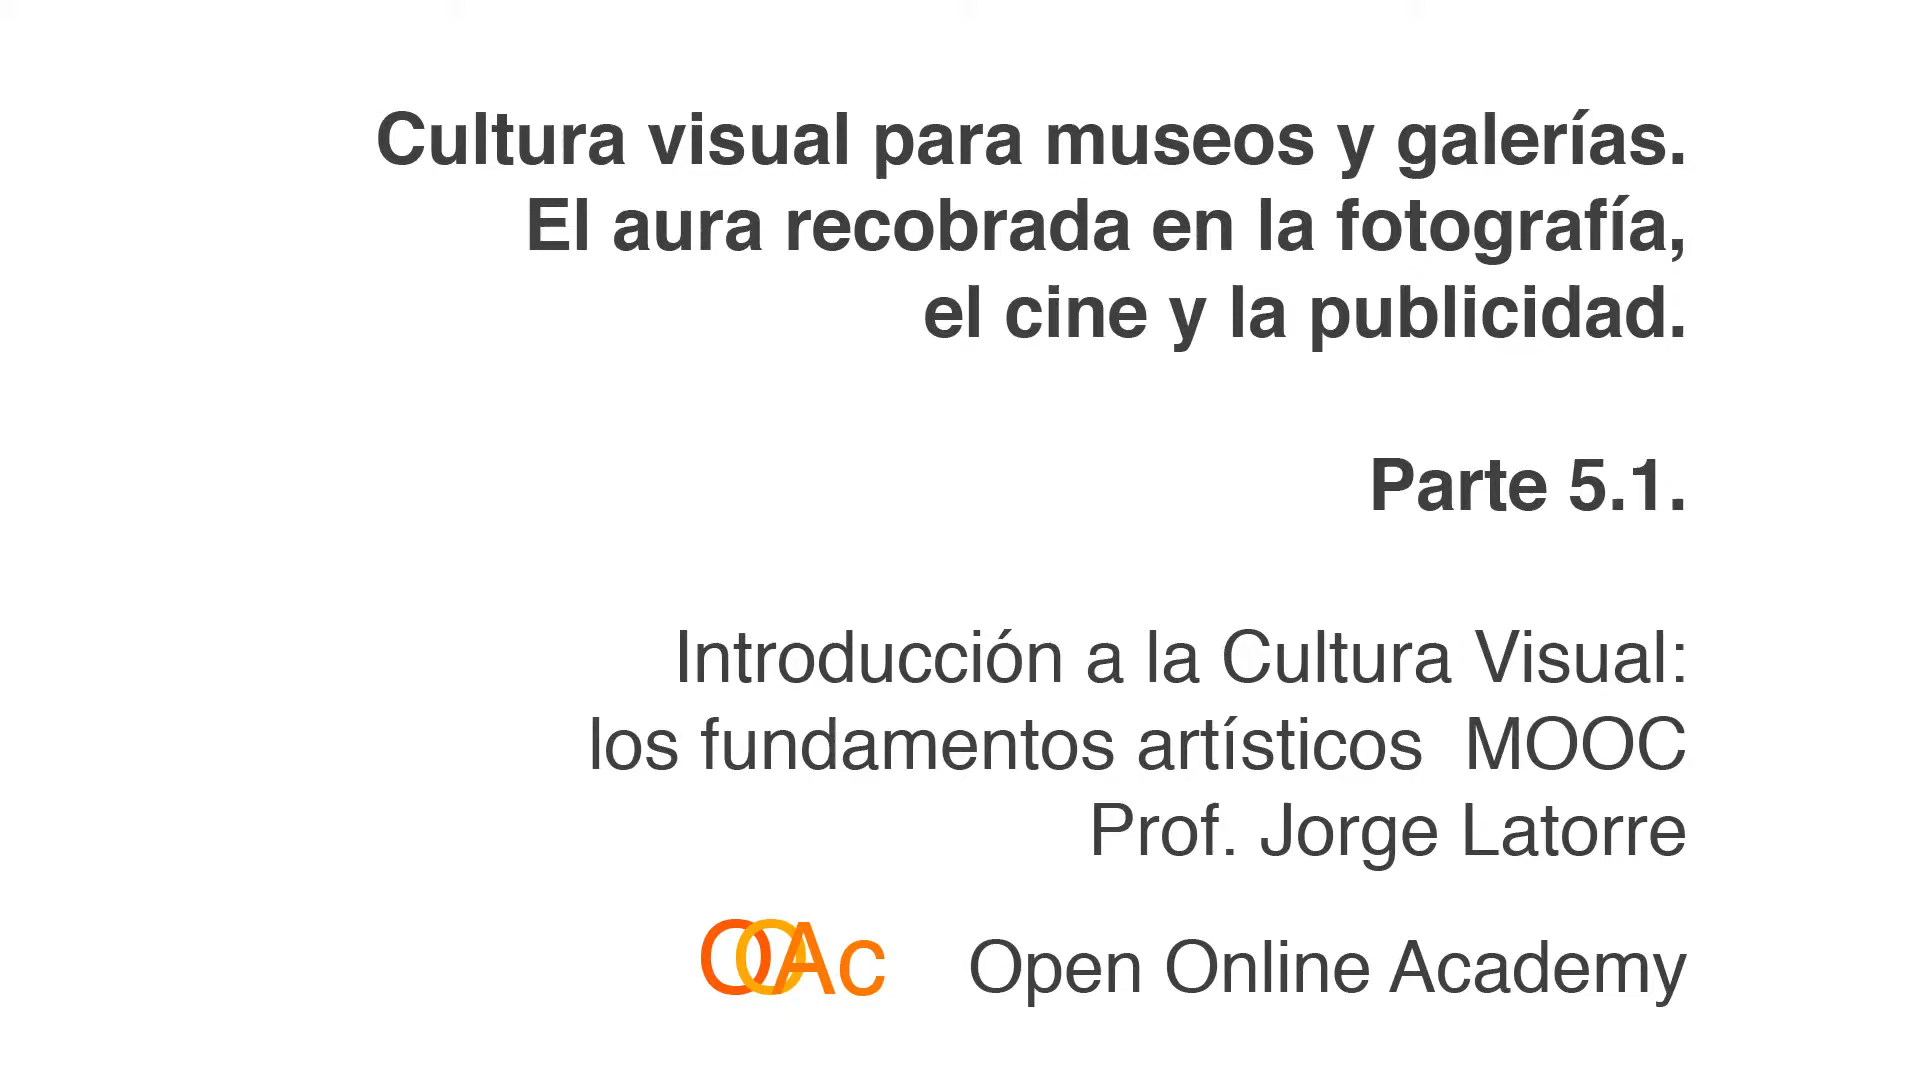 Cultura visual para museos y galerías.
El aura recobrada en la fotografía,
el cine y la publicidad.
Parte 5.1.
Introducción a la Cultura Visual:
los fundamentos artísticos  MOOC
Prof. Jorge Latorre
OOAc Open Online Academy